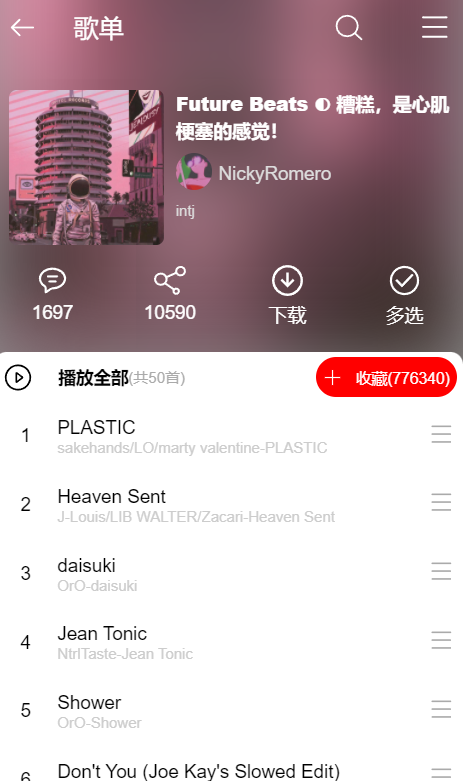 歌单
Future Beats ◐ 糟糕，是心肌
梗塞的感觉！
NickyRomero
intj
1697
10590
下载
多选
播放全部(共50首)
收藏(776340)
1
PLASTIC
sakehands/LO/marty valentine-PLASTIC
2
Heaven Sent
J-Louis/LIB WALTER/Zacari-Heaven Sent
3
daisuki
OrO-daisuki
4
Jean Tonic
NtrlTaste-Jean Tonic
5
Shower
OrO-Shower
6
Don't You (Joe Kay's Slowed Edit)